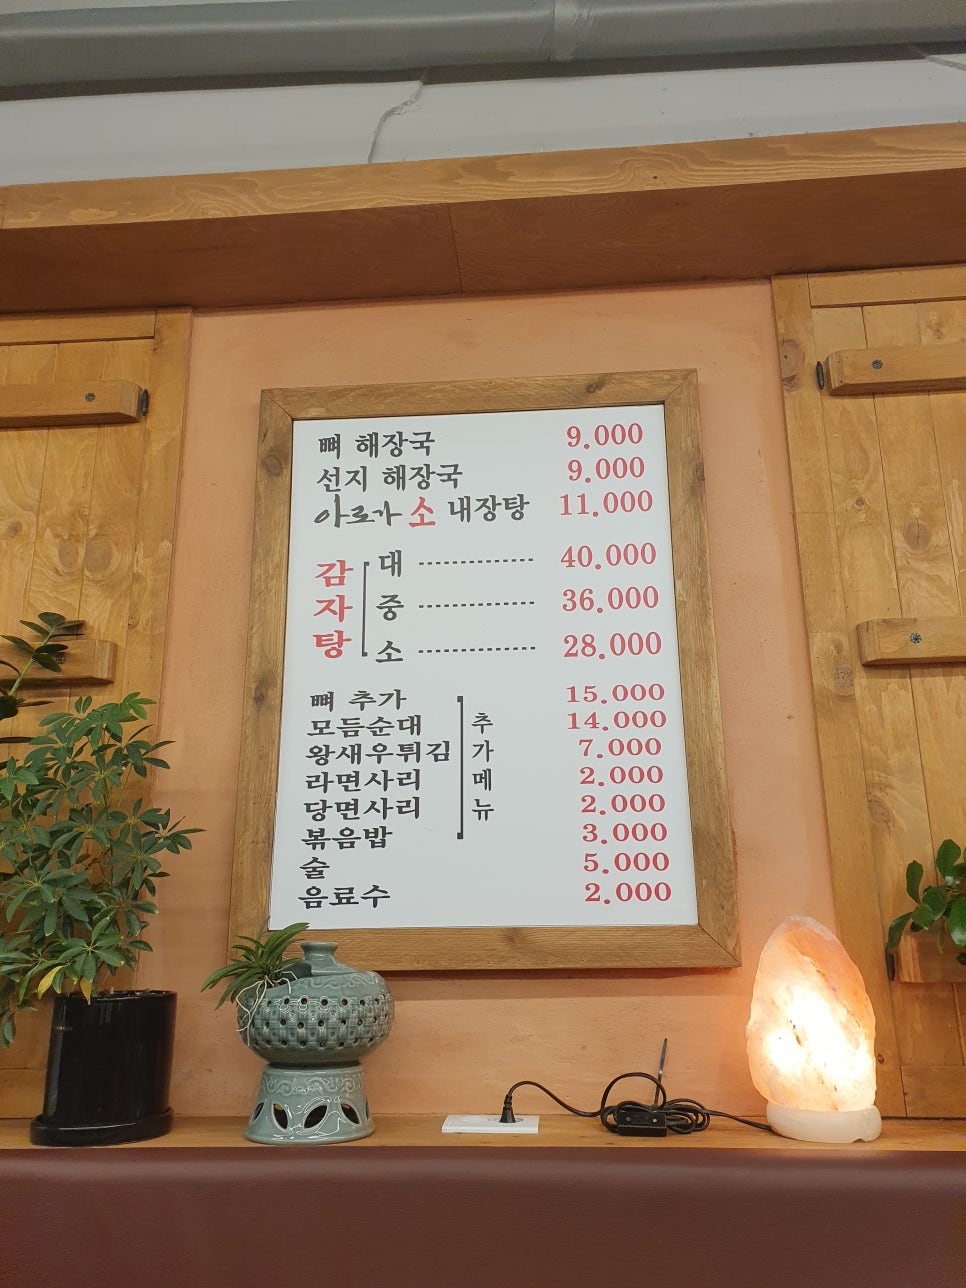 뼈 해장국 9.000
선지 해장국 9.000
아로가 소 내장탕 11.000
감자탕
대 ................ 40.000
중 ................ 36.000
소 ................ 28.000
뼈 추가 15.000
모듬순대 14.000
왕새우튀김 7.000
라면사리 2.000
당면사리 2.000
볶음밥 3.000
추가메뉴
술 5.000
음료수 2.000